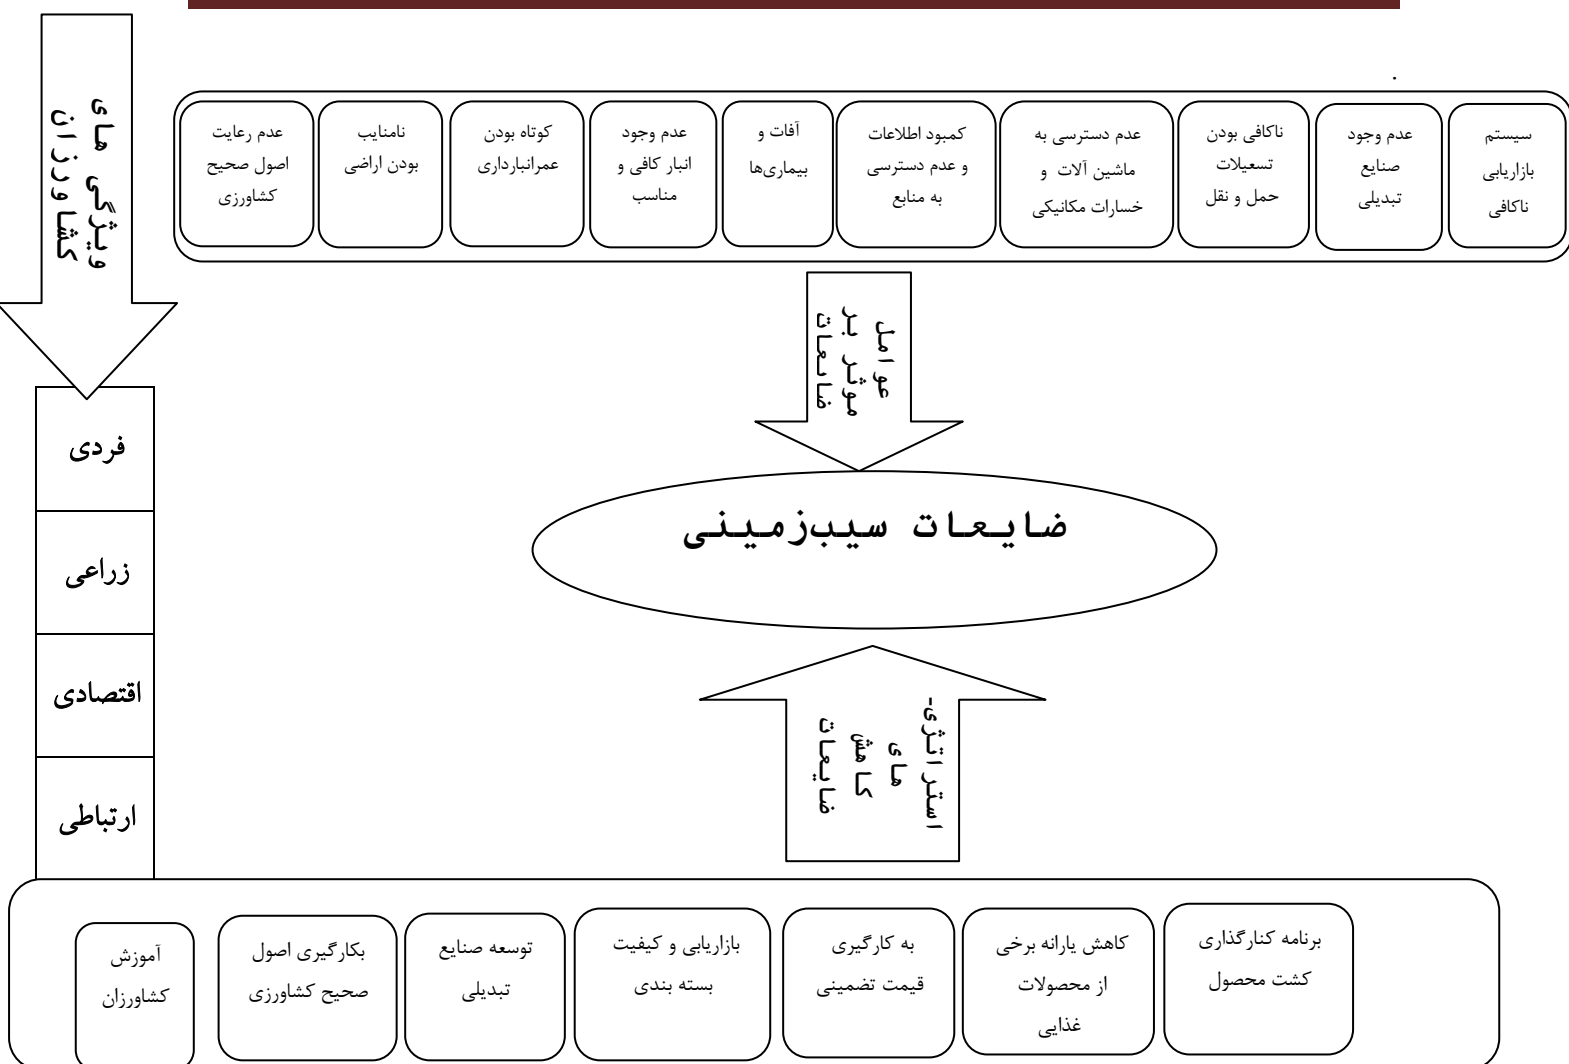 ویژگی های
کشاورزان
.
سیستم
بازاریابی
ناکافی
عدم وجود
صنایع
تبدیلی
ناکافی بودن
تسعیلات
حمل و نقل
عدم دسترسی به
ماشین آلات و
خسارات مکانیکی
کمبود اطلاعات
و عدم دسترسی
به منابع
آفات و
بیماری‌ها
عدم وجود
انبار کافی و
مناسب
کوتاه بودن
عمرانبارداری
نامنایب
بودن اراضی
عدم رعایت
اصول صحیح
کشاورزی
عوامل
موثر بر
ضایعات
فردی
زراعی
اقتصادی
ارتباطی
ضایعات سیب‌زمینی
استراتژی-
های
کاهش
ضایعات
برنامه کنارگذاری
کشت محصول
کاهش یارانه برخی
از محصولات
غذایی
به کارگیری
قیمت تضمینی
بازاریابی و کیفیت
بسته بندی
توسعه صنایع
تبدیلی
بکارگیری اصول
صحیح کشاورزی
آموزش
کشاورزان